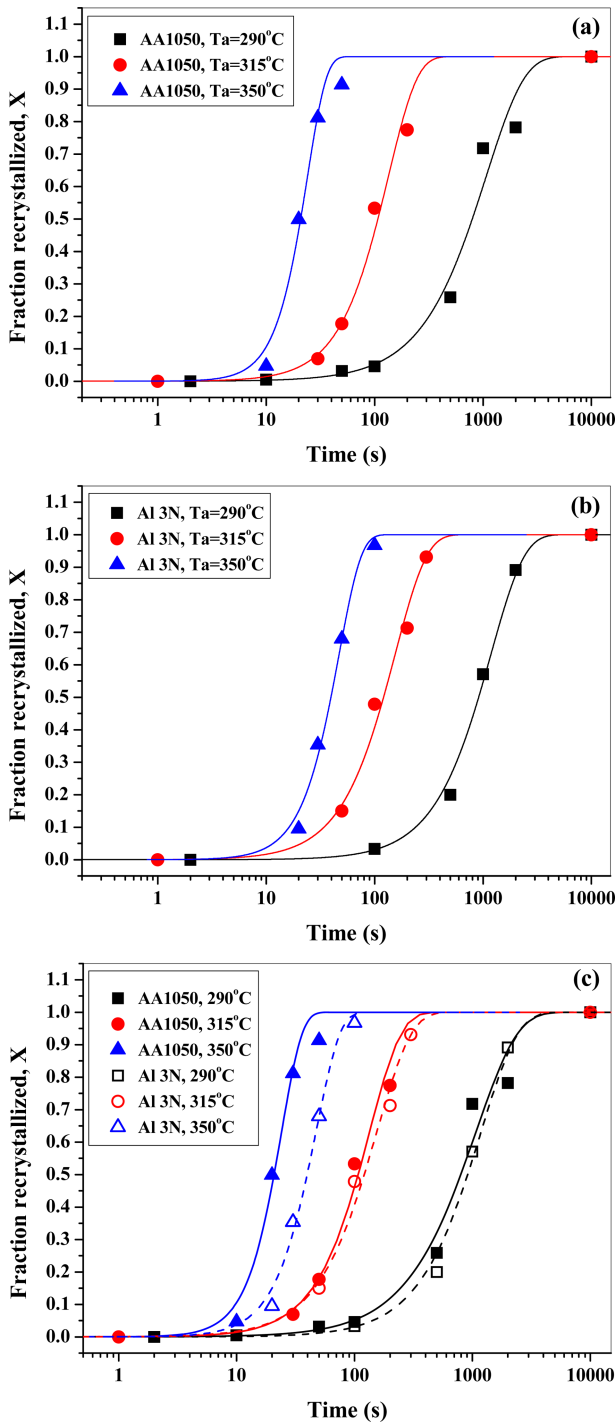 (a)
AA1050, Ta=290°C
AA1050, Ta=315°C
AA1050, Ta=350°C
Fraction recrystallized, X
1.1
1.0
0.9
0.8
0.7
0.6
0.5
0.4
0.3
0.2
0.1
0.0
1 10 100 1000 10000
Time (s)
(b)
Al 3N, Ta=290°C
Al 3N, Ta=315°C
Al 3N, Ta=350°C
Fraction recrystallized, X
1.1
1.0
0.9
0.8
0.7
0.6
0.5
0.4
0.3
0.2
0.1
0.0
1 10 100 1000 10000
Time (s)
(c)
AA1050, 290°C
AA1050, 315°C
AA1050, 350°C
Al 3N, 290°C
Al 3N, 315°C
Al 3N, 350°C
Fraction recrystallized, X
1.1
1.0
0.9
0.8
0.7
0.6
0.5
0.4
0.3
0.2
0.1
0.0
1 10 100 1000 10000
Time (s)